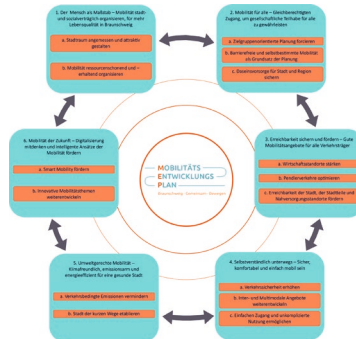 1. Der Mensch als Maßstab – Mobilität stadt-
und sozialverträglich organisieren, für mehr
Lebensqualität in Braunschweig
a. Stadtraum angemessen und attraktiv
gestalten
b. Mobilität ressourcenschonend und –
erhaltend organisieren
2. Mobilität für alle – Gleichberechtigten
Zugang, um gesellschaftliche Teilhabe für alle
zu gewährleisten
a. Zielgruppenorientierte Planung forcieren
b. Barrierefreie und selbstbestimmte Mobilität
als Grundsatz der Planung
c. Daseinsvorsorge für Stadt und Region
sichern
3. Erreichbarkeit sichern und fördern – Gute
Mobilitätsangebote für alle Verkehrsträger
a. Wirtschaftsstandorte stärken
b. Pendlerverkehre optimieren
c. Erreichbarkeit der Stadt, der Stadtteile und
Nahversorgungsstandorte fördern
4. Selbstverständlich unterwegs – Sicher,
komfortabel und einfach mobil sein
a. Verkehrssicherheit erhöhen
b. Inter- und Multimodale Angebote
weiterentwickeln
c. Einfachen Zugang und unkomplizierte
Nutzung ermöglichen
5. Umweltgerechte Mobilität –
Klimafreundlich, emissionsarm und
energieeffizient für eine gesunde Stadt
a. Verkehrsbedingte Emissionen vermindern
b. Stadt der kurzen Wege etablieren
6. Mobilität der Zukunft – Digitalisierung
mitdenken und intelligente Ansätze der
Mobilität fördern
a. Smart Mobility fördern
b. Innovative Mobilitätsthemen
weiterentwickeln
MOBILITÄTS
ENTWICKLUNGS
PLAN